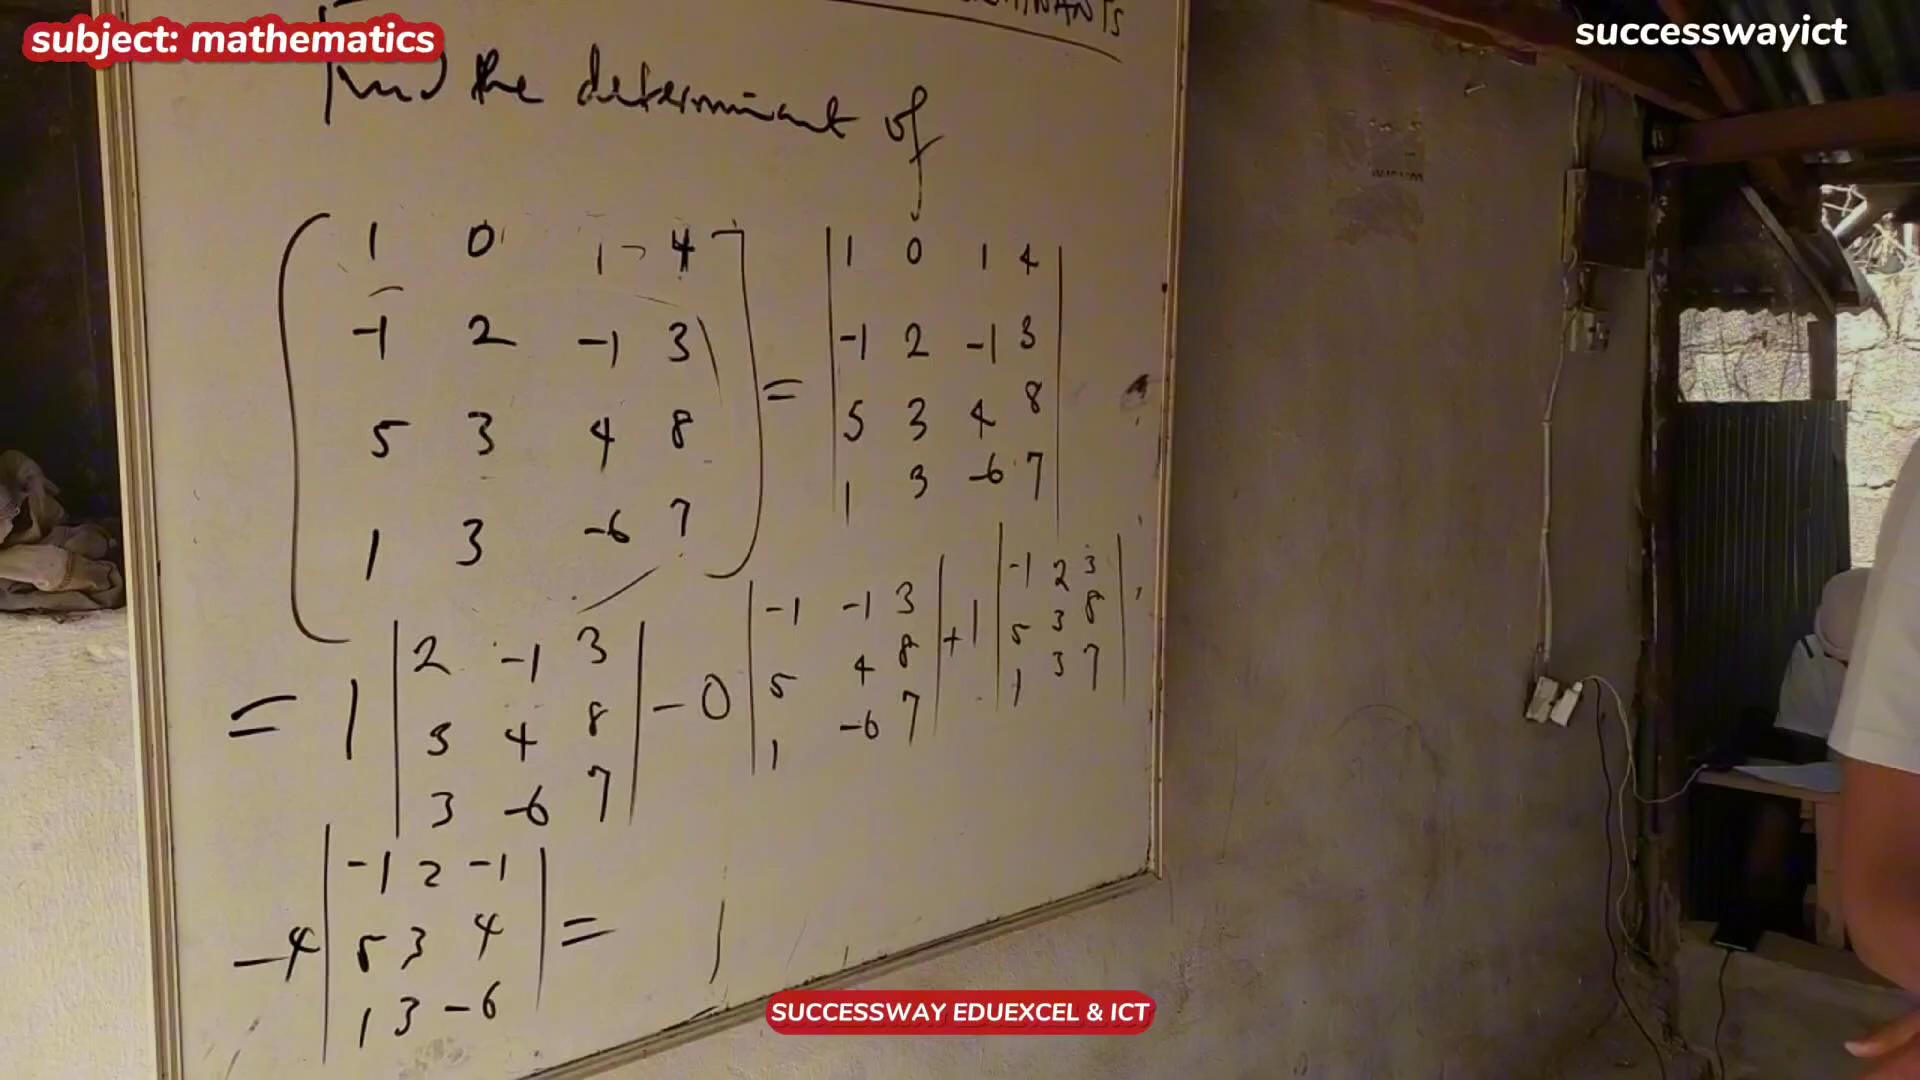 subject: mathematics
successwayict
Find the determinant of
1 0 1 4 = 1 0 1 4
-1 2 -1 3 -1 2 -1 3
5 3 4 8 5 3 4 8
1 3 -6 7 1 3 -6 7
= 1 | 2 -1 3 | - 0 | -1 -1 3 | + 1 | -1 2 3 |
3 4 8 5 4 8 5 3 8
3 -6 7 1 -6 7 1 3 7
-4 | -1 2 -1 | =
5 3 4
1 3 -6
SUCCESSWAY EDUEXCEL & ICT